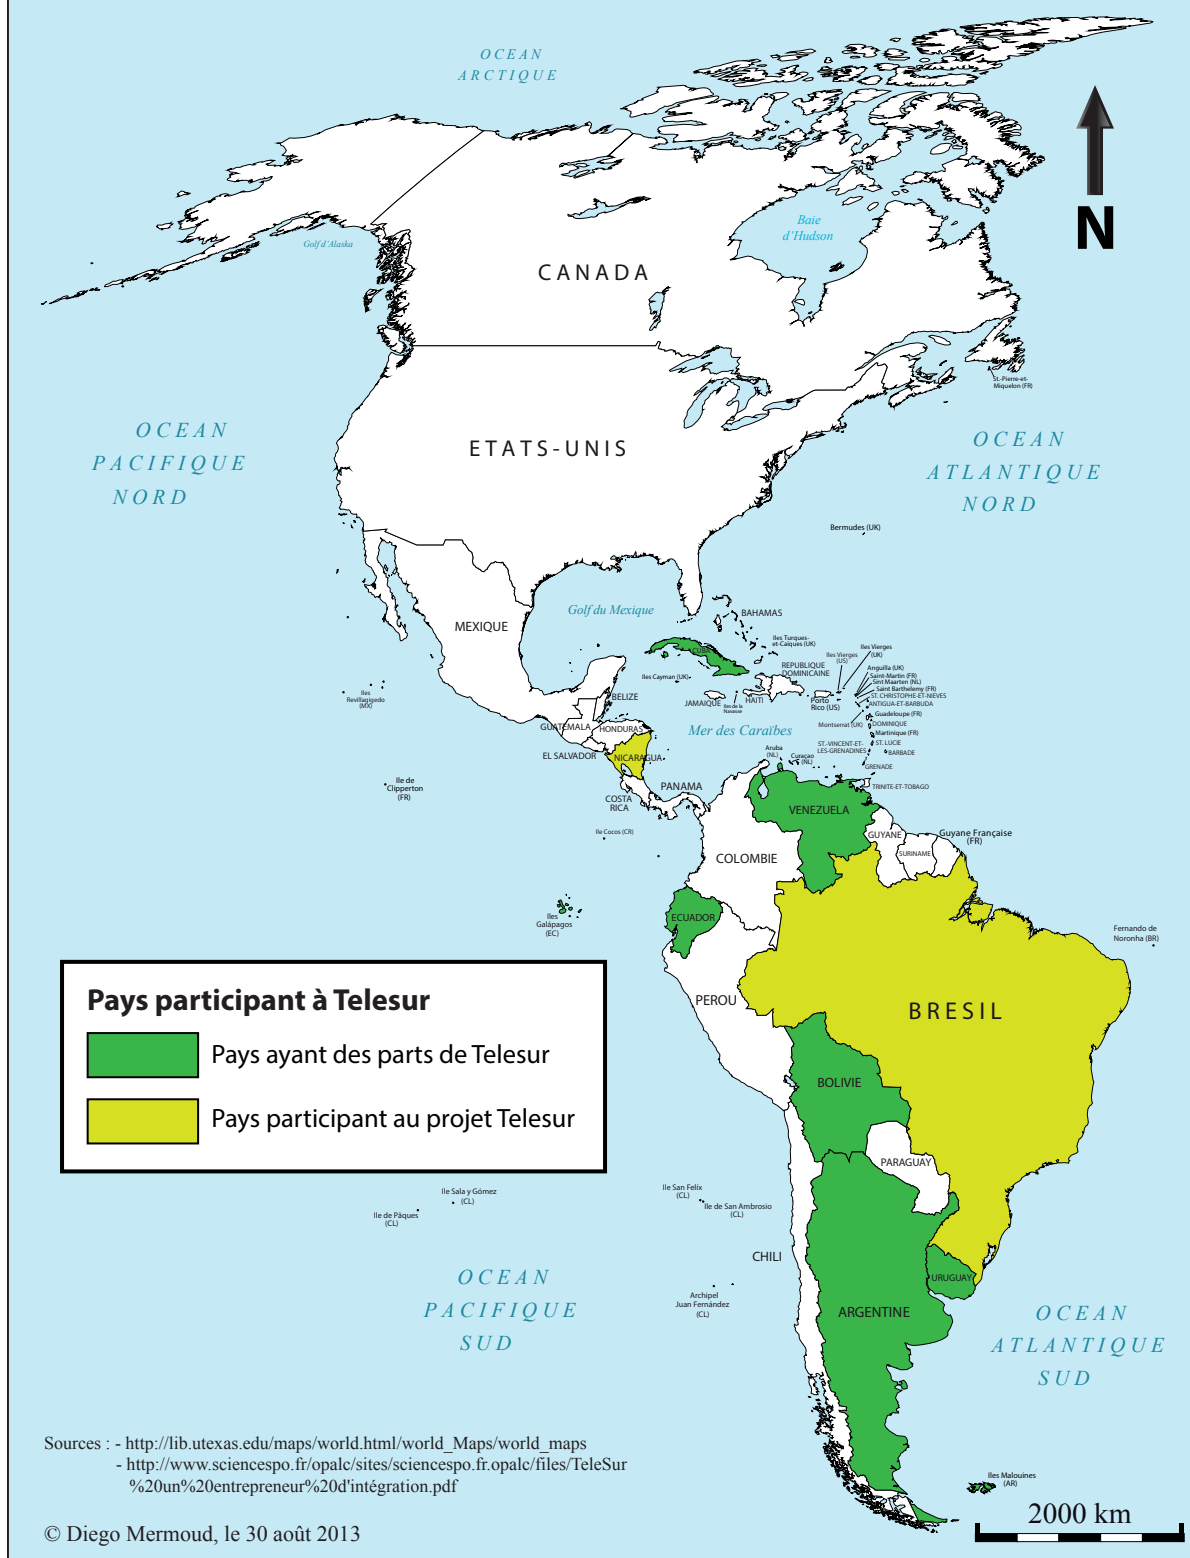 OCEAN
ARCTIQUE
N
Golf d'Alaska
Baie
d'Hudson
CANADA
St.-Pierre-et-
Miquelon (FR)
OCEAN
PACIFIQUE
NORD
ETATS-UNIS
OCEAN
ATLANTIQUE
NORD
Bermudes (UK)
Golf du Mexique
BAHAMAS
MEXIQUE
Iles Turques-
et-Caïques (UK)
CUBA
Iles Vierges
(US)
Iles Vierges
(UK)
REPUBLIQUE
DOMINICAINE
Anguilla (UK)
Saint-Martin (FR)
Sint Maarten (NL)
Saint Barthelemy (FR)
ST. CHRISTOPHE-ET-NIEVES
ANTIGUA-ET-BARBUDA
Iles Cayman (UK)
Iles
Revillagigedo
(MX)
BELIZE
JAMAIQUE
Iles de la
Navasse
HAITI
Porto
Rico (US)
Guadeloupe (FR)
Montserrat (UK)
DOMINIQUE
Martinique (FR)
GUATEMALA
HONDURAS
Mer des Caraïbes
ST. LUCIE
ST.-VINCENT-ET-
LES-GRENADINES
BARBADE
EL SALVADOR
NICARAGUA
Aruba
(NL)
Curaçao
(NL)
GRENADE
Ile de
Clipperton
(FR)
PANAMA
TRINITE-ET-TOBAGO
COSTA
RICA
VENEZUELA
Ile Cocos (CR)
GUYANE
Guyane Française
(FR)
SURINAME
COLOMBIE
Iles
Galápagos
(EC)
ECUADOR
Fernando de
Noronha (BR)
Pays participant à Telesur
Pays ayant des parts de Telesur
Pays participant au projet Telesur
PEROU
BRESIL
BOLIVIE
PARAGUAY
Ile Sala y Gómez
(CL)
Ile de Pâques
(CL)
Ile San Felix
(CL)
Ile de San Ambrosio
(CL)
CHILI
OCEAN
PACIFIQUE
SUD
Archipel
Juan Fernández
(CL)
URUGUAY
ARGENTINE
OCEAN
ATLANTIQUE
SUD
Iles Malouines
(AR)
Sources : - http://lib.utexas.edu/maps/world.html/world_Maps/world_maps
- http://www.sciencespo.fr/opalc/sites/sciencespo.fr.opalc/files/TeleSur
%20un%20entrepreneur%20d'intégration.pdf
© Diego Mermoud, le 30 août 2013
2000 km